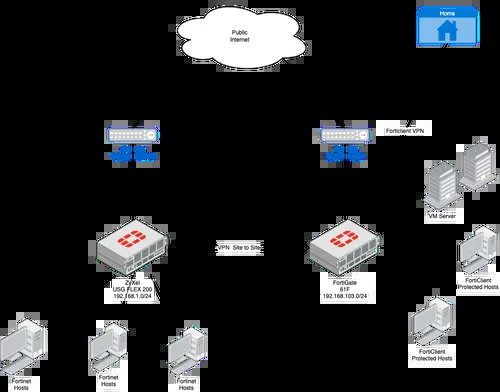 Public
Internet
Home
Forticlient VPN
VM Server
VPN Site to Site
ZyXel
USG FLEX 200
192.168.1.0/24
FortiGate
61F
192.168.103.0/24
FortiClient
Protected Hosts
FortiClient
Protected Hosts
Fortinet
Hosts
Fortinet
Hosts
Fortinet
Hosts